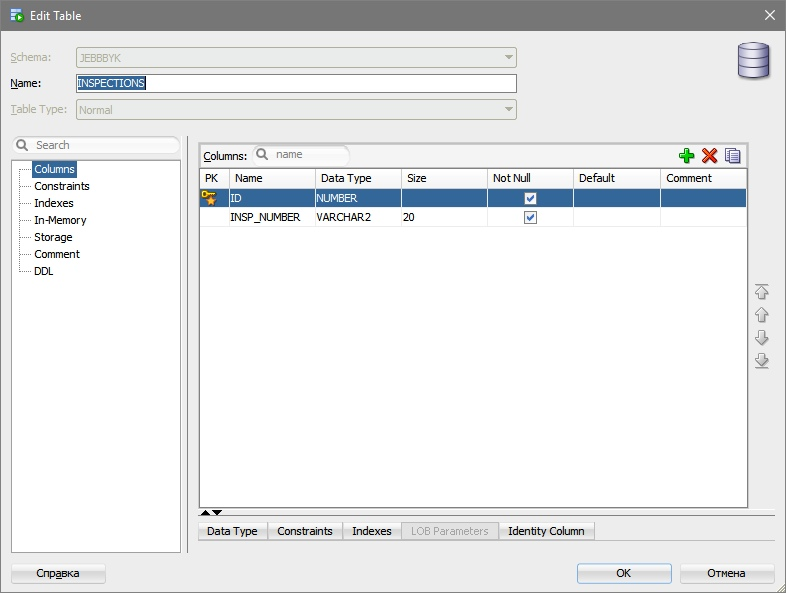 Edit Table
Schema: JEBBBYK
Name: INSPECTIONS
Table Type: Normal
Search
Columns
Constraints
Indexes
In-Memory
Storage
Comment
DDL
Columns: name
PK Name Data Type Size Not Null Default Comment
ID NUMBER
INSP_NUMBER VARCHAR2 20
Data Type Constraints Indexes LOB Parameters Identity Column
Справка OK Отмена